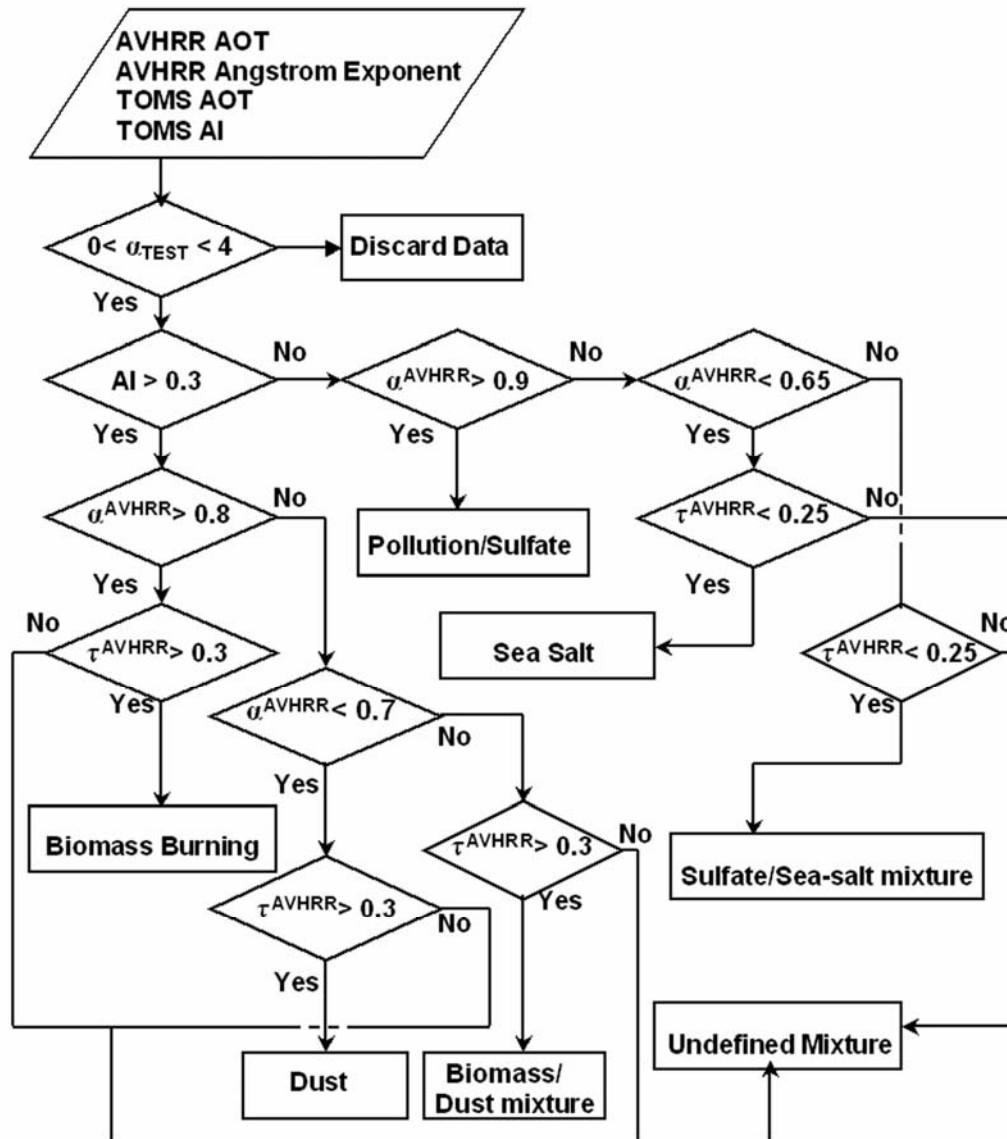 AVHRR AOT
AVHRR Angstrom Exponent
TOMS AOT
TOMS AI
0< αTEST < 4
Discard Data
Yes
AI > 0.3
No
αAVHRR> 0.9
No
αAVHRR< 0.65
No
Yes
Yes
Yes
αAVHRR> 0.8
No
Pollution/Sulfate
τAVHRR< 0.25
No
Yes
Yes
No
τAVHRR> 0.3
Sea Salt
τAVHRR< 0.25
No
Yes
αAVHRR< 0.7
No
Yes
Yes
Biomass Burning
τAVHRR> 0.3
No
Sulfate/Sea-salt mixture
τAVHRR> 0.3
No
Yes
Yes
Undefined Mixture
Dust
Biomass/
Dust mixture